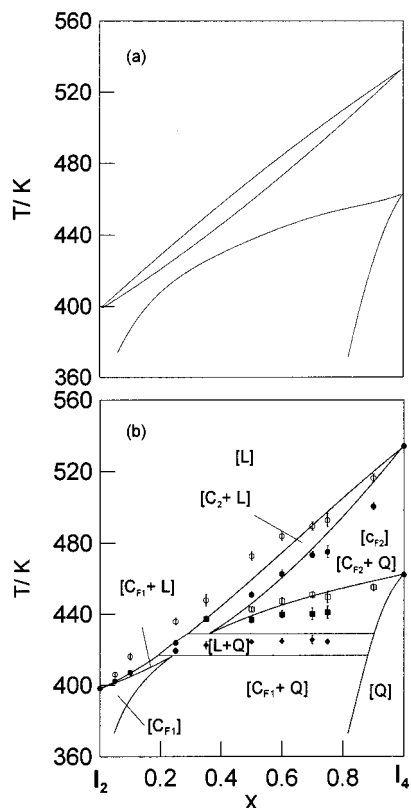 (a)
560
520
480
440
400
360
T/ K
(b)
560
520
480
440
400
360
T/ K
[L]
[C2 + L]
[CF1 + L]
[cF2]
[CF2 + Q]
[L+Q]
[CF1 + Q]
[Q]
[CF1]
I2 0.2 0.4 0.6 0.8 I4
X